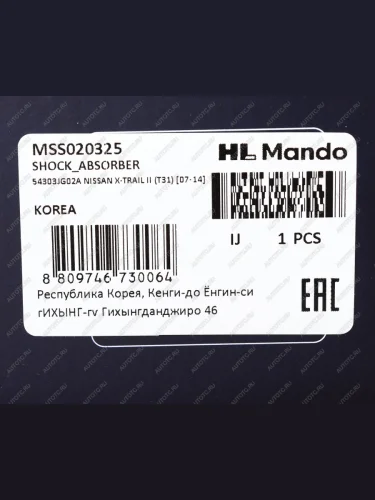 MSS020325
HL Mando
SHOCK_ABSORBER
54303JG02A NISSAN X-TRAIL II (T31) [07-14]
KOREA
IJ 1 PCS
8 809746 730064
EAC
Республика Корея, Кенги-до Ёнгин-си
гИХЫНГ-гv Гихынгданджиро 46